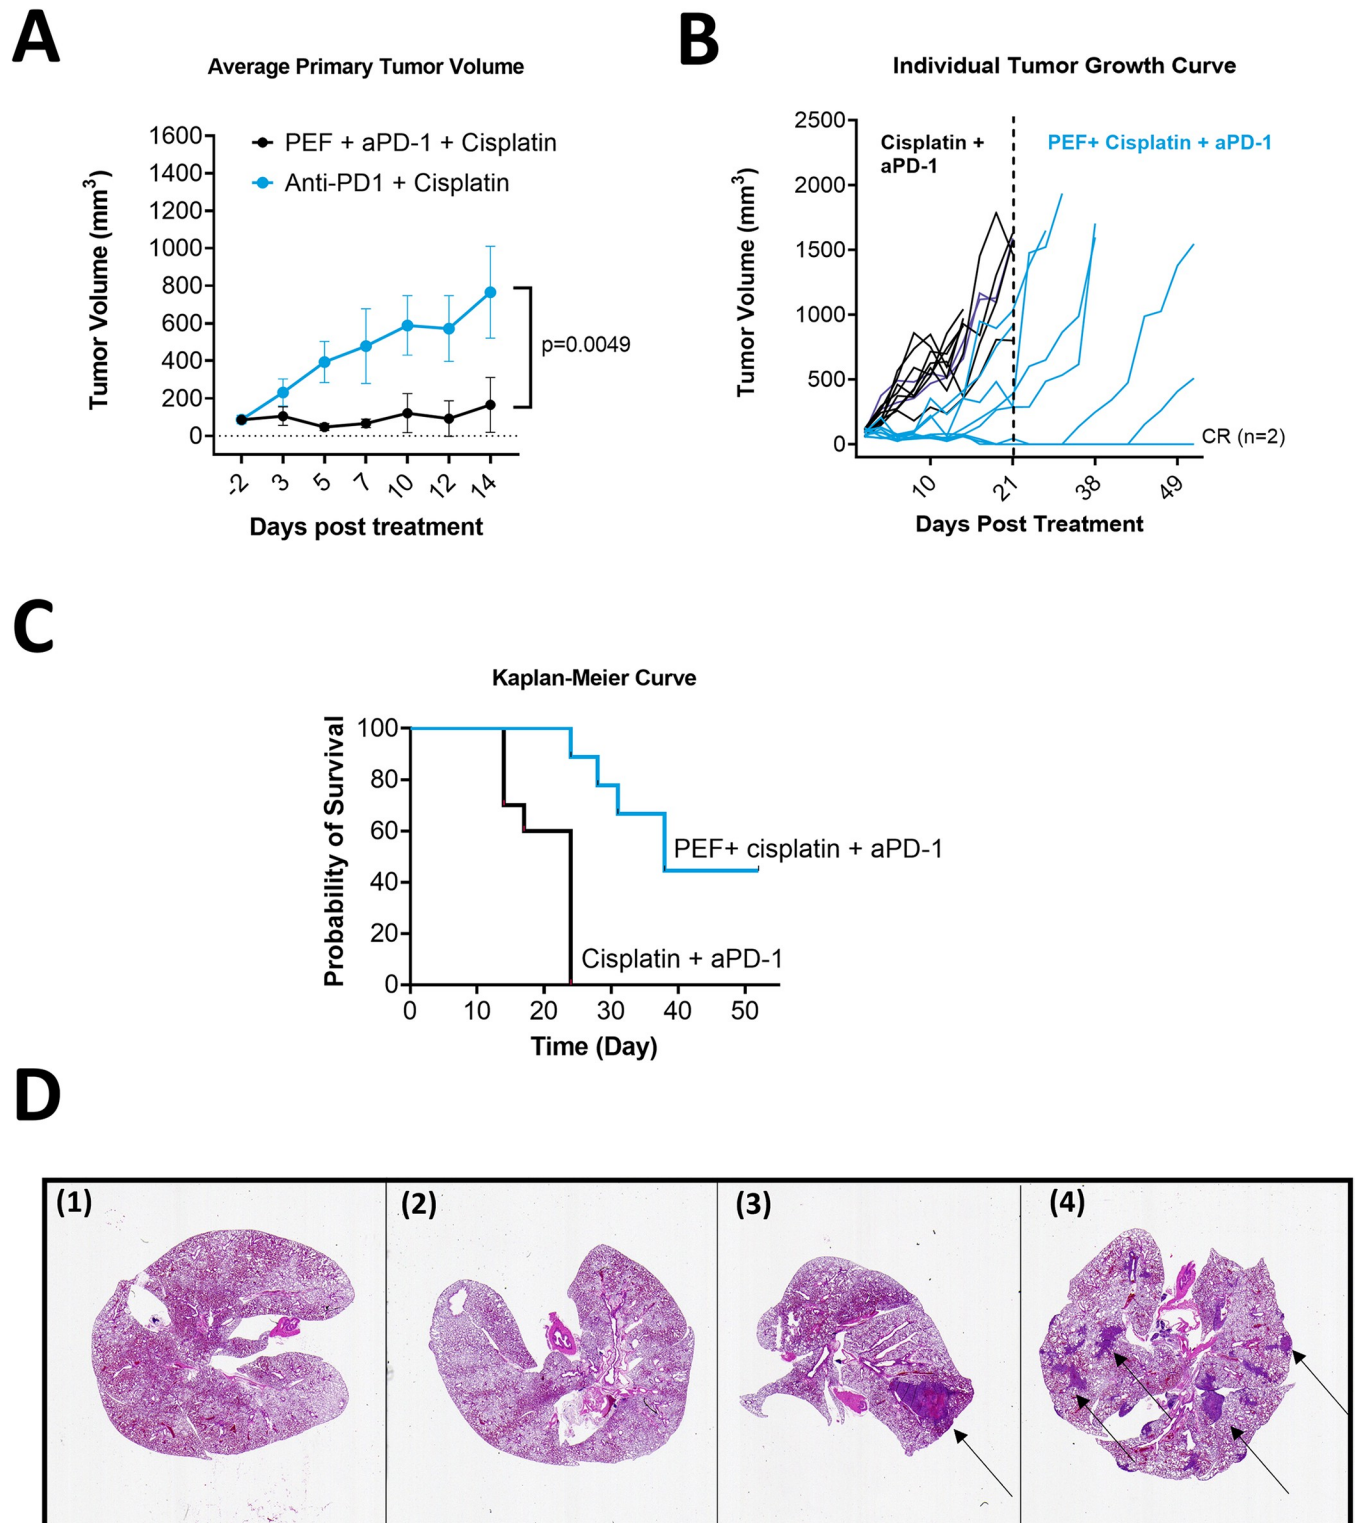 A
Average Primary Tumor Volume
1600
1400
1200
1000
800
600
400
200
0
Tumor Volume (mm³)
PEF + aPD-1 + Cisplatin
Anti-PD1 + Cisplatin
p=0.0049
-2 3 5 7 10 12 14
Days post treatment
B
Individual Tumor Growth Curve
2500
2000
1500
1000
500
0
Tumor Volume (mm³)
Cisplatin +
aPD-1
PEF+ Cisplatin + aPD-1
CR (n=2)
10 21 38 49
Days Post Treatment
C
Kaplan-Meier Curve
100
80
60
40
20
0
Probability of Survival
PEF+ cisplatin + aPD-1
Cisplatin + aPD-1
0 10 20 30 40 50
Time (Day)
D
(1) (2) (3) (4)